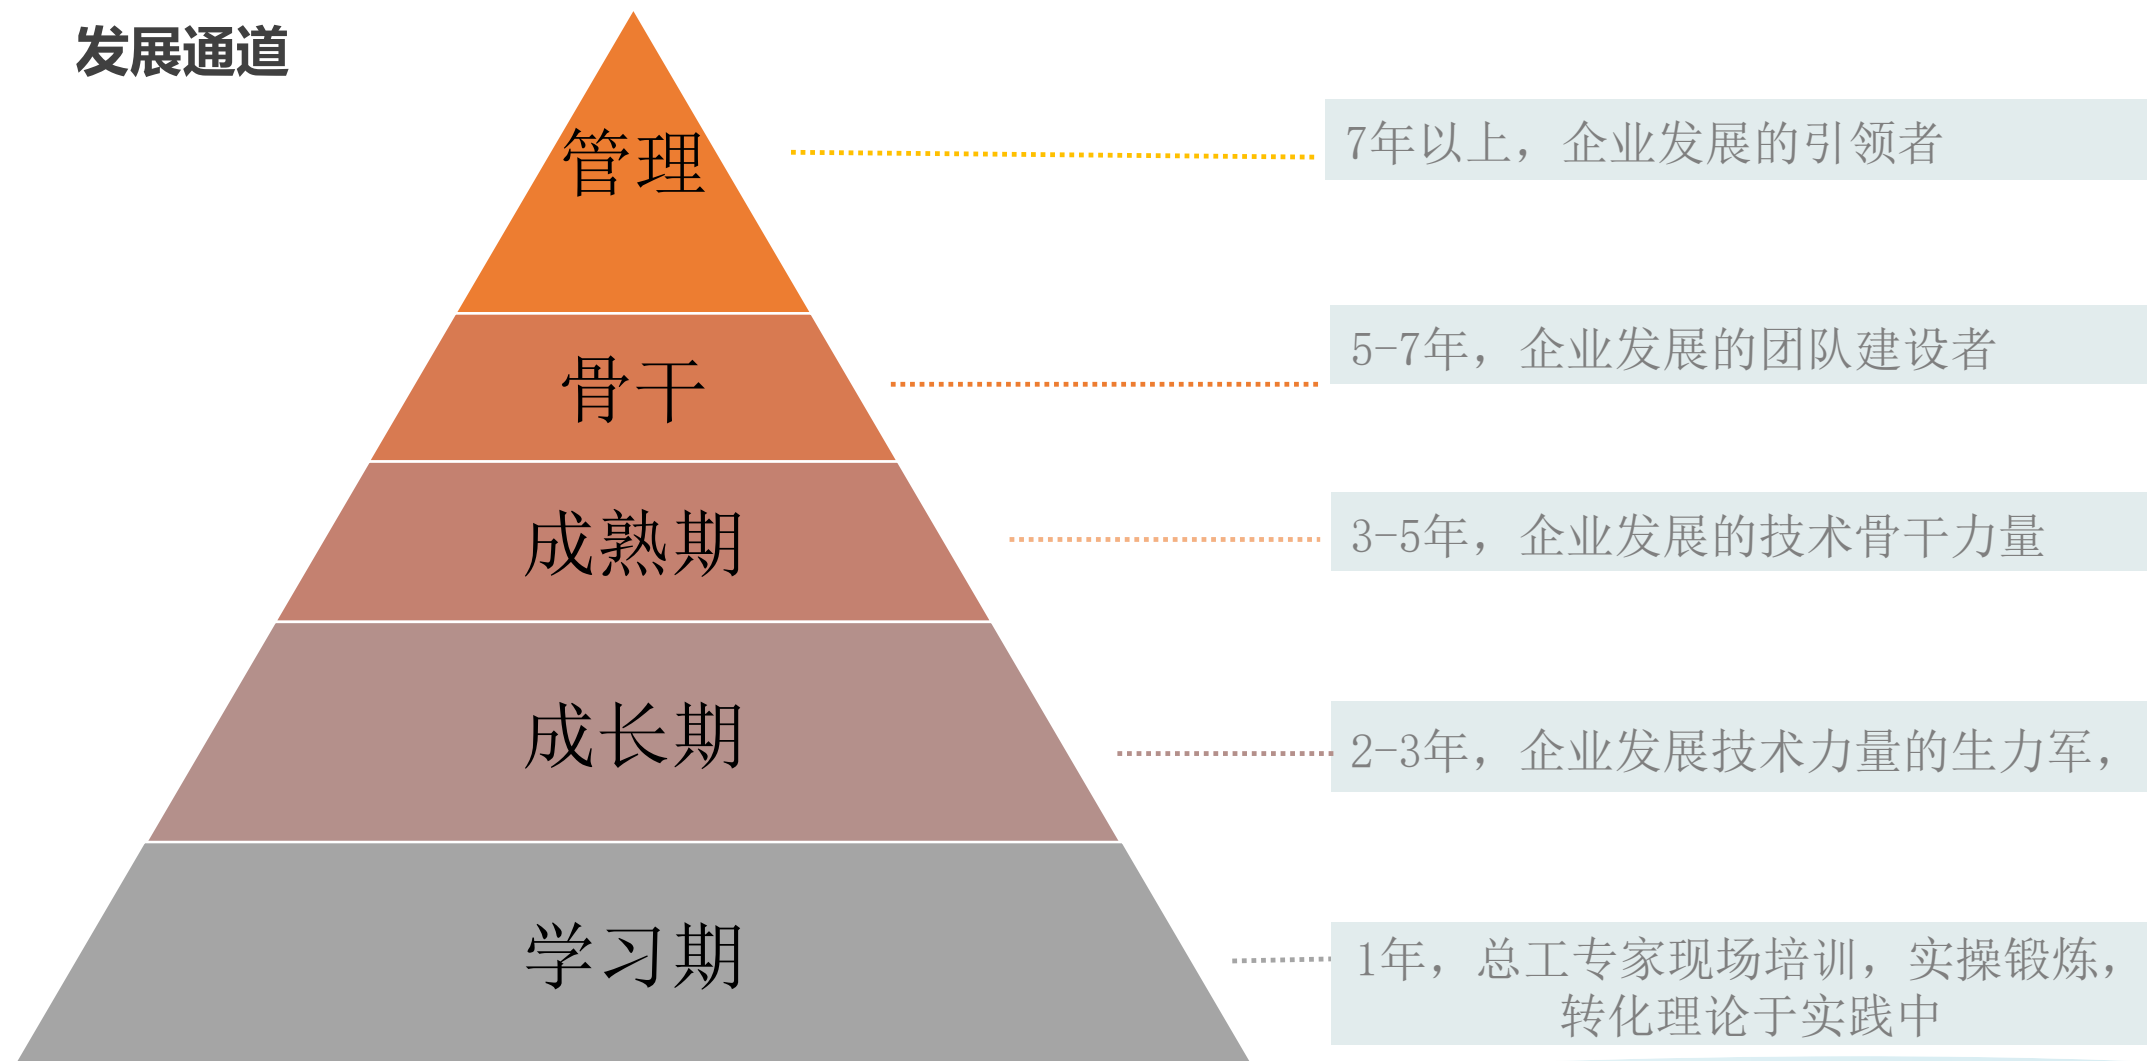 发展通道
管理
7年以上，企业发展的引领者
骨干
5-7年，企业发展的团队建设者
成熟期
3-5年，企业发展的技术骨干力量
成长期
2-3年，企业发展技术力量的生力军，
学习期
1年，总工专家现场培训，实操锻炼，
转化理论于实践中